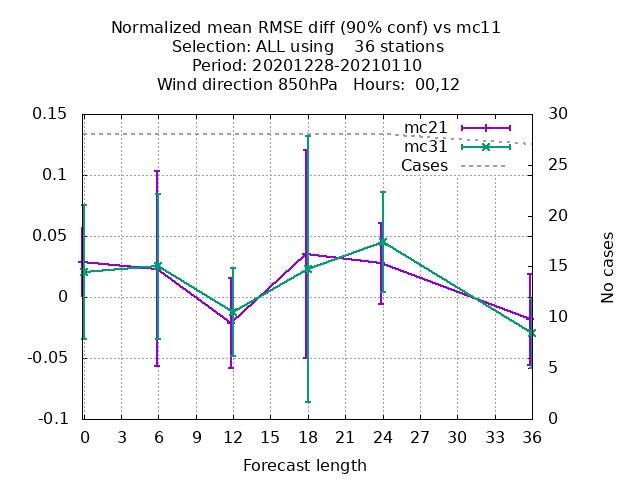 Normalized mean RMSE diff (90% conf) vs mc11
Selection: ALL using    36 stations
Period: 20201228-20210110
Wind direction 850hPa   Hours:  00,12
0.15
0.1
0.05
0
-0.05
-0.1
30
25
20
15
10
5
0
mc21
mc31
Cases
No cases
0 3 6 9 12 15 18 21 24 27 30 33 36
Forecast length